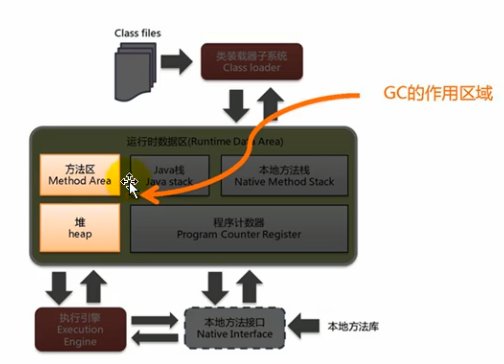 Class files
类装载器子系统
Class loader
GC的作用区域
运行时数据区(Runtime Data Area)
方法区
Method Area
Java栈
Java stack
本地方法栈
Native Method Stack
堆
heap
程序计数器
Program Counter Register
执行引擎
Execution
Engine
本地方法接口
Native Interface
本地方法库